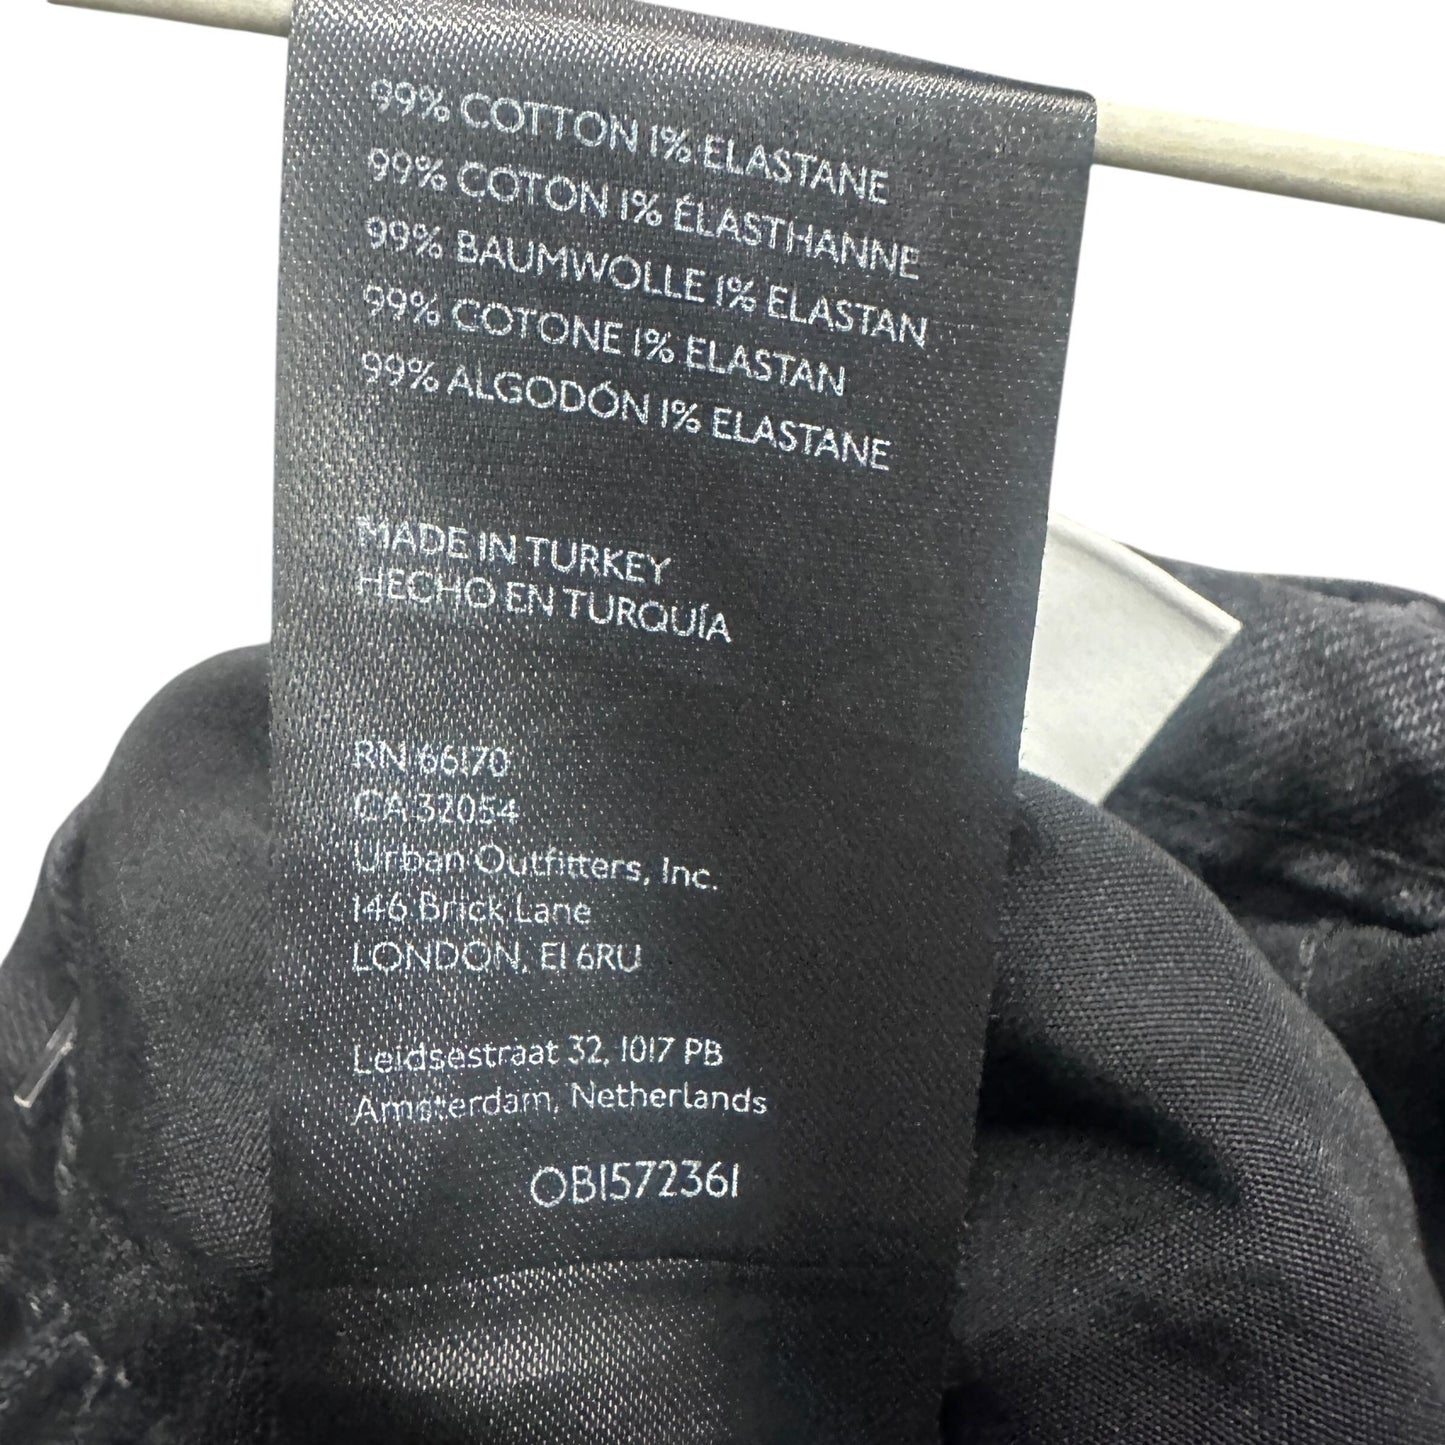 99% COTTON 1% ELASTANE
99% COTON 1% ÉLASTHANNE
99% BAUMWOLLE 1% ELASTAN
99% COTONE 1% ELASTAN
99% ALGODÓN 1% ELASTANE
MADE IN TURKEY
HECHO EN TURQUÍA
RN 66170
CA 32054
Urban Outfitters, Inc.
146 Brick Lane
LONDON, E1 6RU
Leidsestraat 32, 1017 PB
Amsterdam, Netherlands
OB1572361